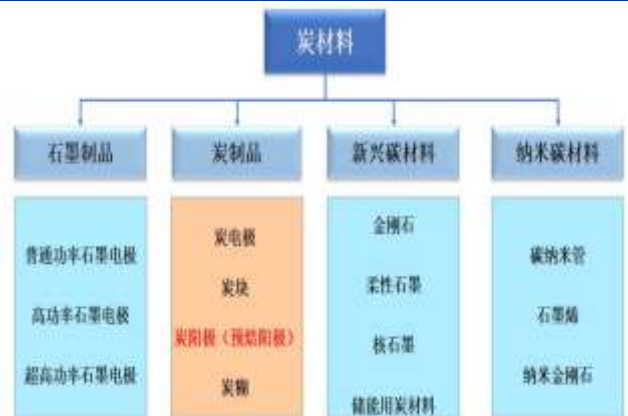 炭材料
石墨制品
炭制品
新兴碳材料
纳米碳材料
普通功率石墨电极
高功率石墨电极
超高功率石墨电极
炭电极
炭块
炭阳极（预焙阳极）
炭糊
金刚石
柔性石墨
核石墨
储能用炭材料
碳纳米管
石墨烯
纳米金刚石